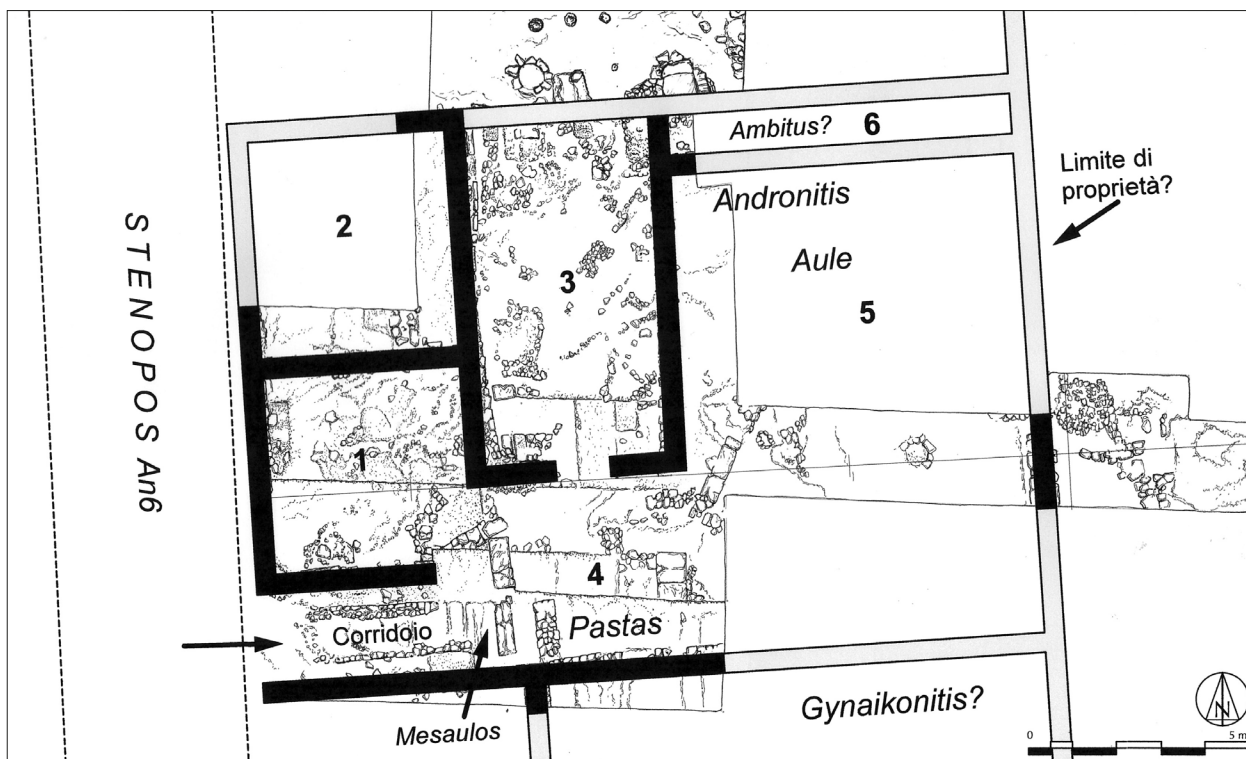 Ambitus? 6
Limite di
proprietà?
Andronitis
2
3
Aule
5
STENOPOS An6
1
4
Corridoio
Pastas
Mesaulos
Gynaikonitis?
N
0 5 m